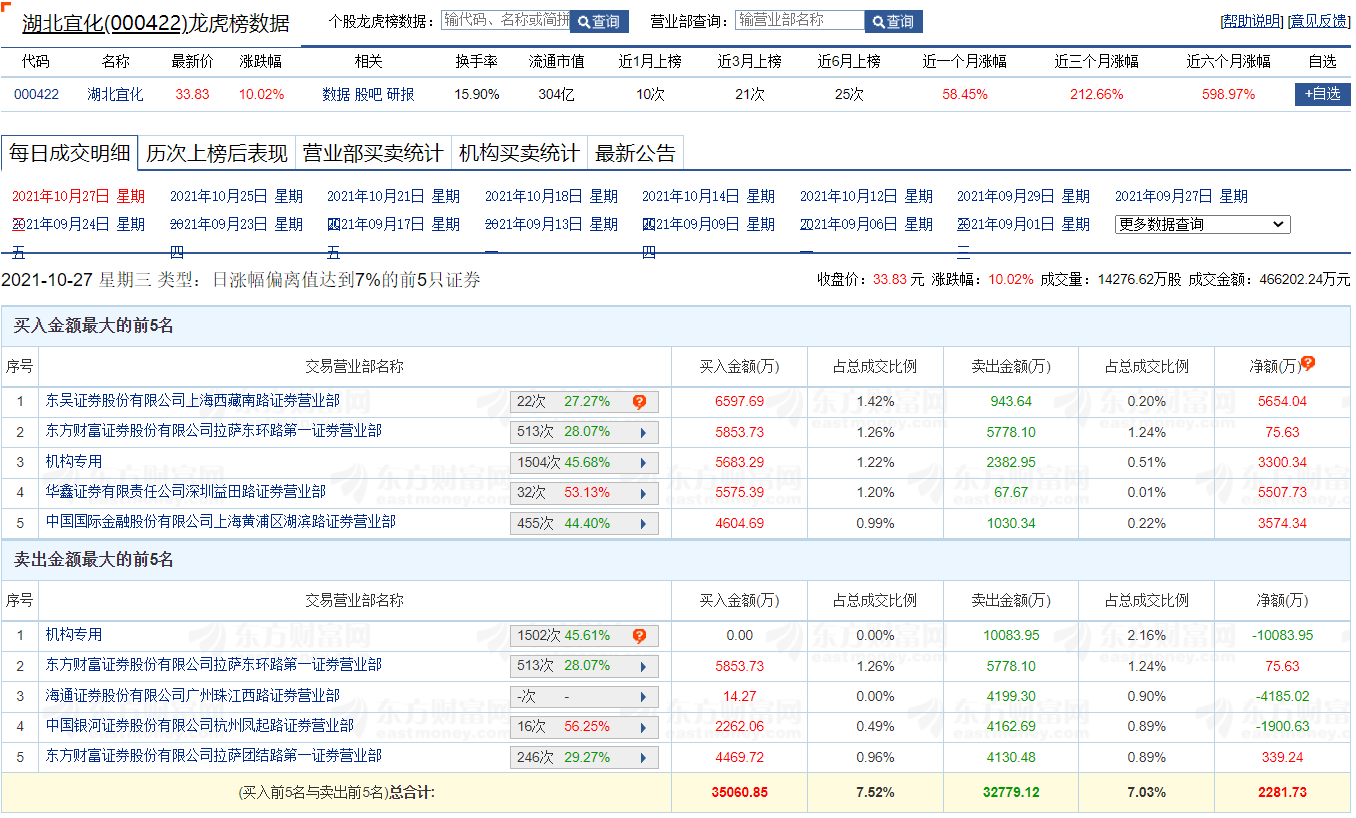 湖北宜化(000422)龙虎榜数据 个股龙虎榜数据： 输代码、名称或简拼 查询 营业部查询： 输营业部名称 查询 [帮助说明] [意见反馈]
代码 名称 最新价 涨跌幅 相关 换手率 流通市值 近1月上榜 近3月上榜 近6月上榜 近一个月涨幅 近三个月涨幅 近六个月涨幅 自选
000422 湖北宜化 33.83 10.02% 数据 股吧 研报 15.90% 304亿 10次 21次 25次 58.45% 212.66% 598.97% +自选
每日成交明细 历次上榜后表现 营业部买卖统计 机构买卖统计 最新公告
2021年10月27日 星期 2021年10月25日 星期 2021年10月21日 星期 2021年10月18日 星期 2021年10月14日 星期 2021年10月12日 星期 2021年09月29日 星期 2021年09月27日 星期
2021年09月24日 星期 2021年09月23日 星期 2021年09月17日 星期 2021年09月13日 星期 2021年09月09日 星期 2021年09月06日 星期 2021年09月01日 星期 更多数据查询
五 四 五 一 四 一 三
2021-10-27 星期三 类型：日涨幅偏离值达到7%的前5只证券 收盘价：33.83 元 涨跌幅：10.02% 成交量：14276.62万股 成交金额：466202.24万元
买入金额最大的前5名
序号 交易营业部名称 买入金额(万) 占总成交比例 卖出金额(万) 占总成交比例 净额(万)
1 东吴证券股份有限公司上海西藏南路证券营业部 22次 27.27% 6597.69 1.42% 943.64 0.20% 5654.04
2 东方财富证券股份有限公司拉萨东环路第一证券营业部 513次 28.07% 5853.73 1.26% 5778.10 1.24% 75.63
3 机构专用 1504次 45.68% 5683.29 1.22% 2382.95 0.51% 3300.34
4 华鑫证券有限责任公司深圳益田路证券营业部 32次 53.13% 5575.39 1.20% 67.67 0.01% 5507.73
5 中国国际金融股份有限公司上海黄浦区湖滨路证券营业部 455次 44.40% 4604.69 0.99% 1030.34 0.22% 3574.34
卖出金额最大的前5名
序号 交易营业部名称 买入金额(万) 占总成交比例 卖出金额(万) 占总成交比例 净额(万)
1 机构专用 1502次 45.61% 0.00 0.00% 10083.95 2.16% -10083.95
2 东方财富证券股份有限公司拉萨东环路第一证券营业部 513次 28.07% 5853.73 1.26% 5778.10 1.24% 75.63
3 海通证券股份有限公司广州珠江西路证券营业部 -次 - 14.27 0.00% 4199.30 0.90% -4185.02
4 中国银河证券股份有限公司杭州凤起路证券营业部 16次 56.25% 2262.06 0.49% 4162.69 0.89% -1900.63
5 东方财富证券股份有限公司拉萨团结路第一证券营业部 246次 29.27% 4469.72 0.96% 4130.48 0.89% 339.24
(买入前5名与卖出前5名)总合计: 35060.85 7.52% 32779.12 7.03% 2281.73